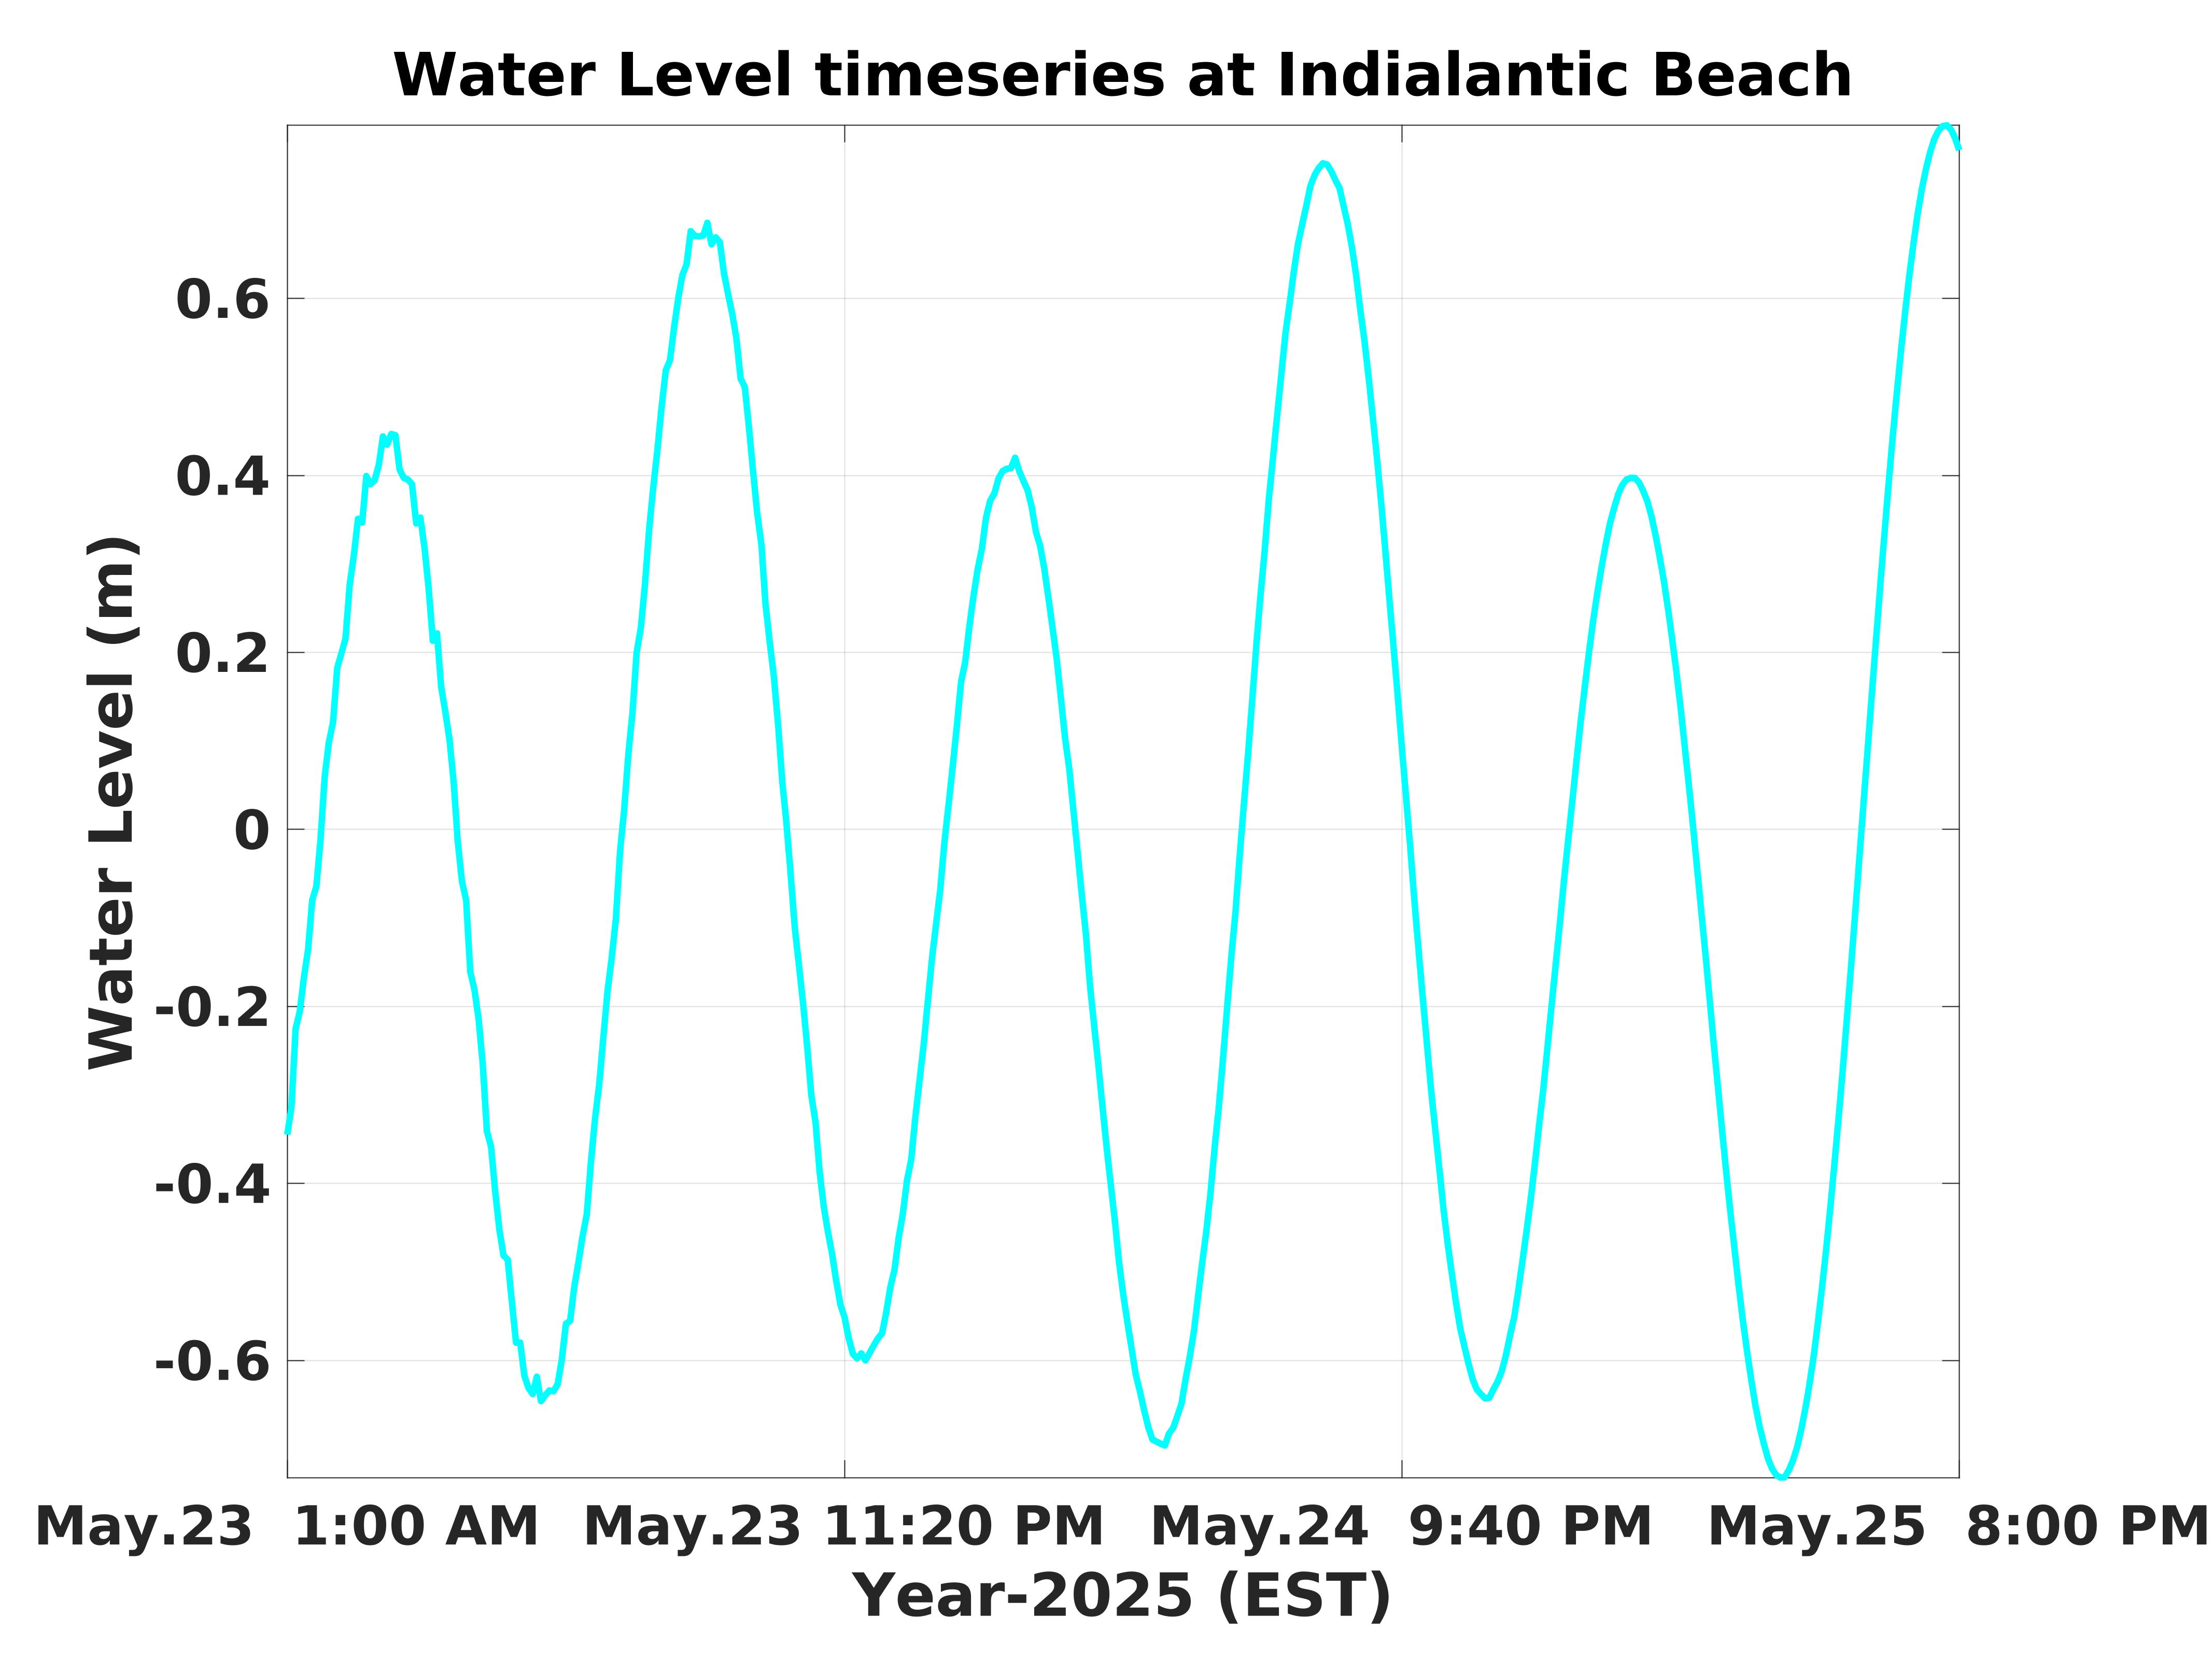 Water Level timeseries at Indialantic Beach
Water Level (m)
0.6
0.4
0.2
0
-0.2
-0.4
-0.6
May.23 1:00 AM May.23 11:20 PM May.24 9:40 PM May.25 8:00 PM
Year-2025 (EST)